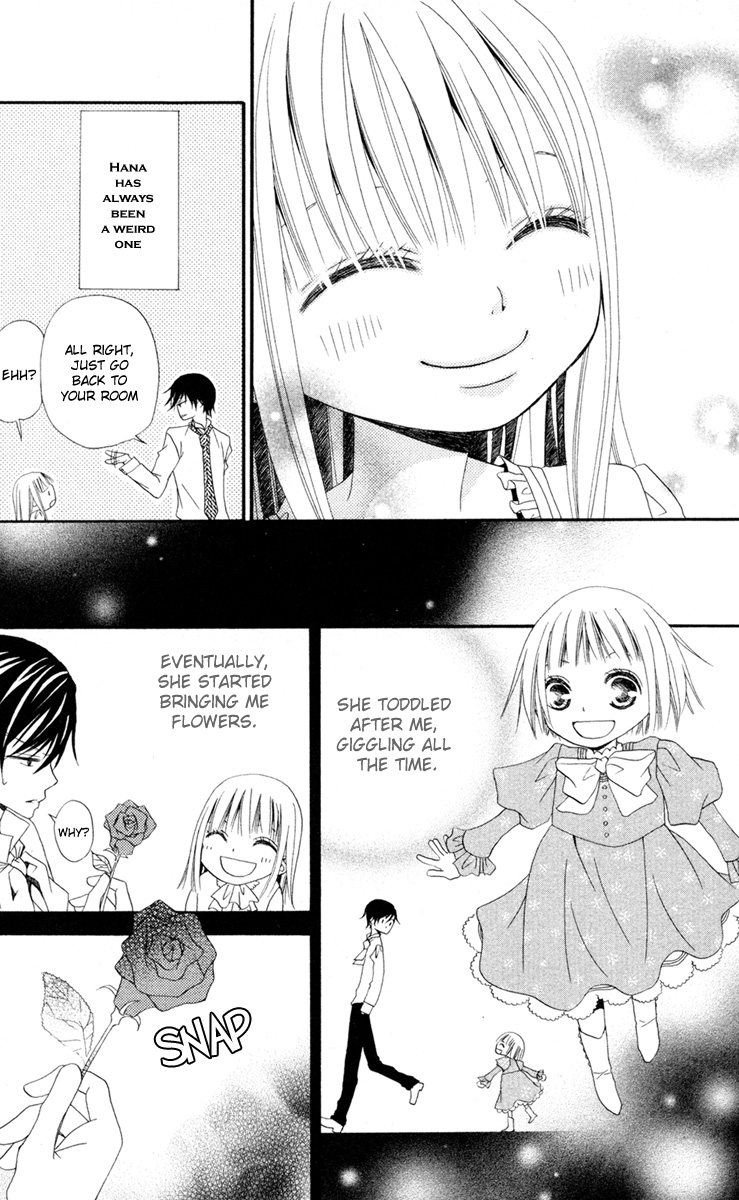 HANA
HAS
ALWAYS
BEEN
A WEIRD
ONE
ALL RIGHT,
JUST GO
BACK TO
YOUR ROOM
EHH?
SHE TODDLED
AFTER ME,
GIGGLING ALL
THE TIME.
EVENTUALLY,
SHE STARTED
BRINGING ME
FLOWERS.
WHY?
SNAP